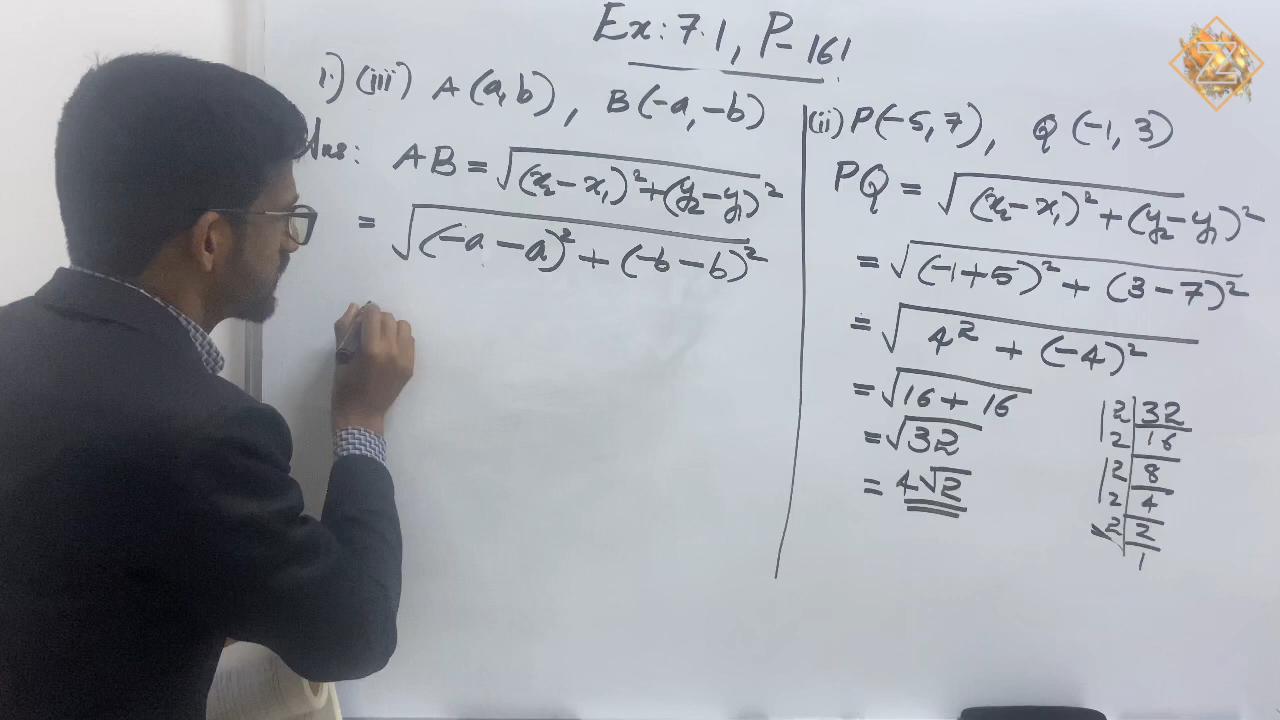 Ex: 7.1, P-161
1.) (iii) A(a, b), B(-a, -b)
Ans: AB = √(x₂-x₁)²+(y₂-y₁)²
= √(-a-a)²+(-b-b)²
(ii) P(-5, 7), Q(-1, 3)
PQ = √(x₂-x₁)²+(y₂-y₁)²
= √(-1+5)²+(3-7)²
= √4²+(-4)²
= √16+16
= √32
= 4√2
2 32
2 16
2 8
2 4
2 2
1
Z